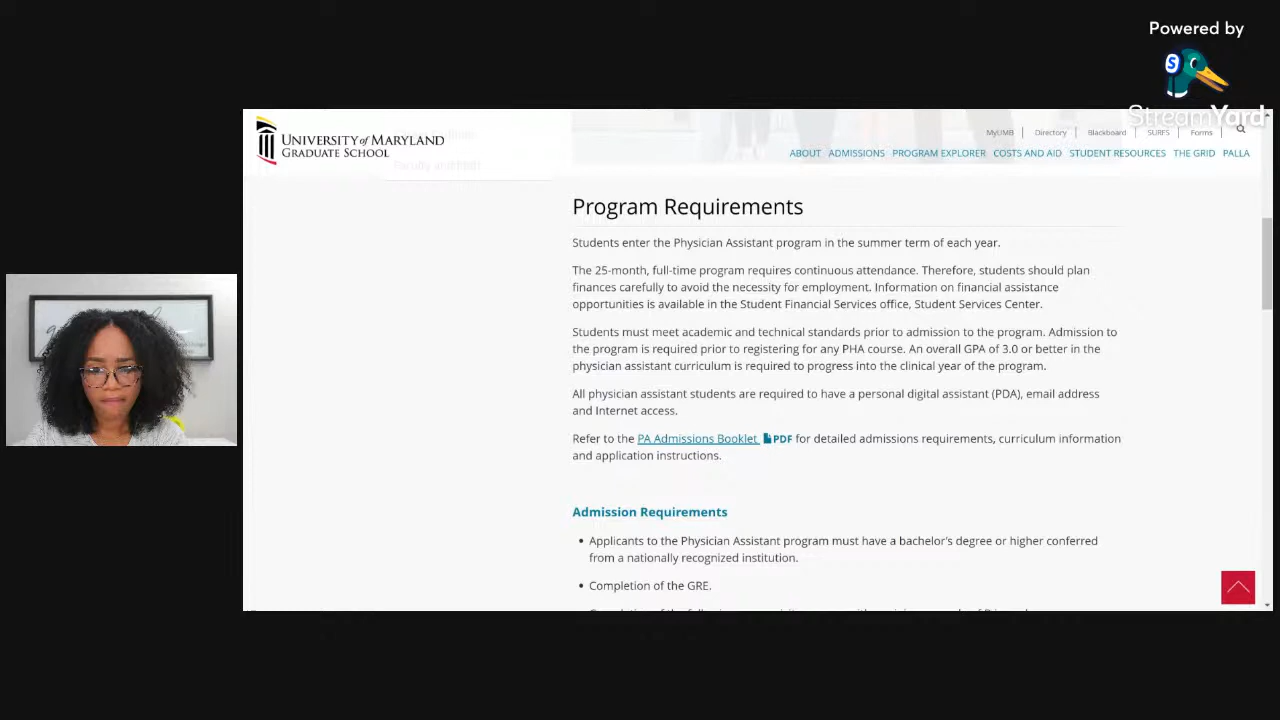 Powered by
StreamYard
UNIVERSITY of MARYLAND
GRADUATE SCHOOL
MyUMB
Directory
Blackboard
SURES
Forms
ABOUT ADMISSIONS PROGRAM EXPLORER COSTS AND AID STUDENT RESOURCES THE GRID PALLA
Program Requirements
Students enter the Physician Assistant program in the summer term of each year.
The 25-month, full-time program requires continuous attendance. Therefore, students should plan
finances carefully to avoid the necessity for employment. Information on financial assistance
opportunities is available in the Student Financial Services office, Student Services Center.
Students must meet academic and technical standards prior to admission to the program. Admission to
the program is required prior to registering for any PHA course. An overall GPA of 3.0 or better in the
physician assistant curriculum is required to progress into the clinical year of the program.
All physician assistant students are required to have a personal digital assistant (PDA), email address
and Internet access.
Refer to the PA Admissions Booklet PDF for detailed admissions requirements, curriculum information
and application instructions.
Admission Requirements
• Applicants to the Physician Assistant program must have a bachelor's degree or higher conferred
from a nationally recognized institution.
• Completion of the GRE.